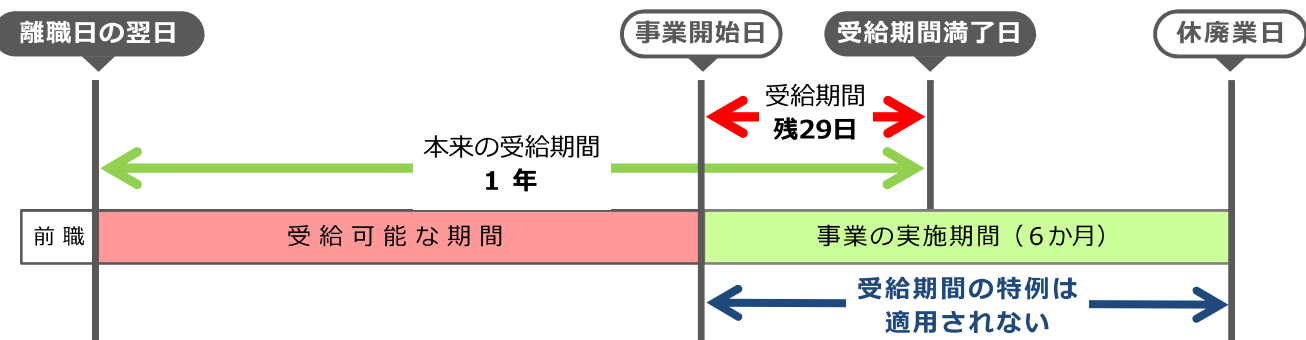 離職日の翌日
事業開始日
受給期間満了日
休廃業日
受給期間
残29日
本来の受給期間
1 年
前職
受給可能な期間
事業の実施期間（６か月）
受給期間の特例は
適用されない